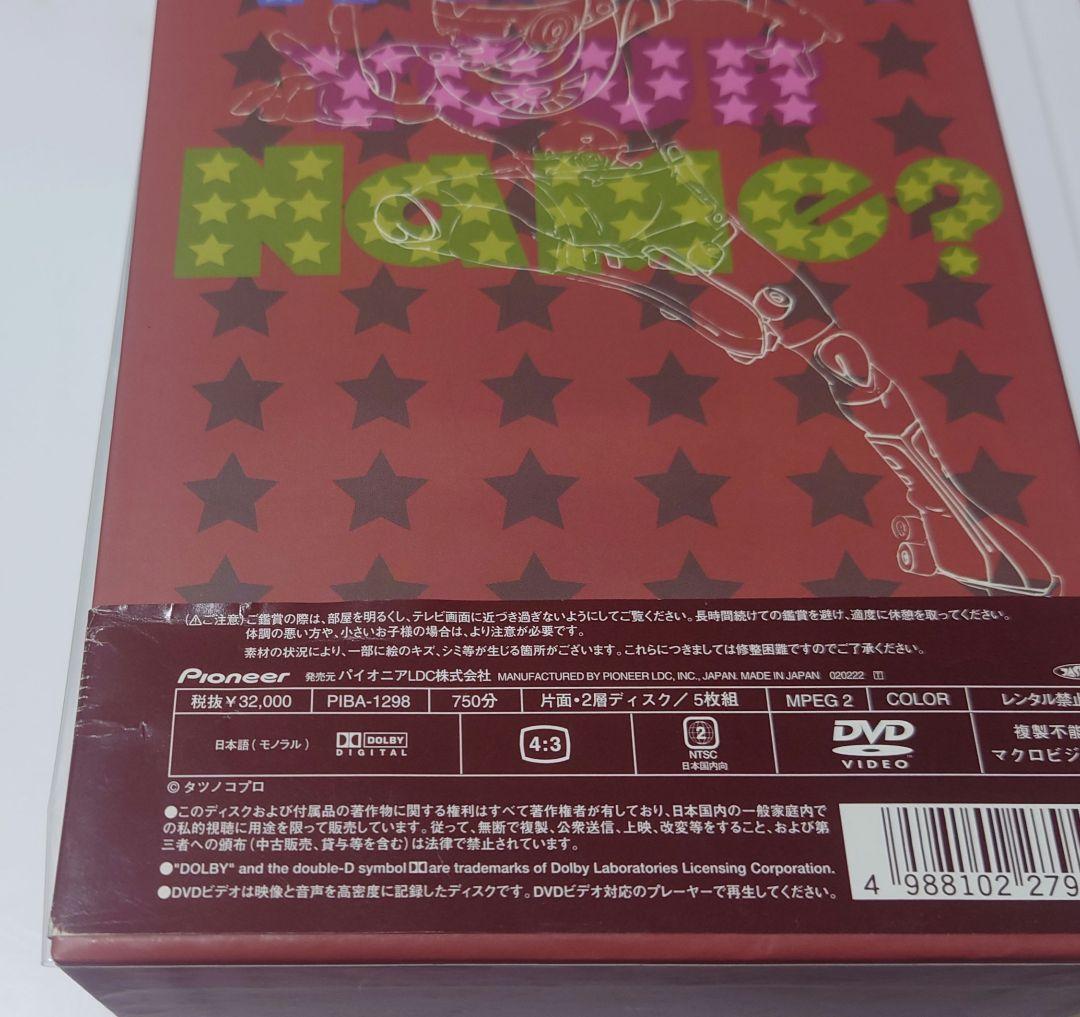 YOUR
NaMe?
(⚠ご注意)ご鑑賞の際は、部屋を明るくし、テレビ画面に近づき過ぎないようにしてご覧ください。長時間続けての鑑賞を避け、適度に休憩を取ってください。
体調の悪い方や、小さいお子様の場合は、より注意が必要です。
素材の状況により、一部に絵のキズ、シミ等が生じる箇所がございます。これらにつきましては修整困難ですのでご了承ください。
Pioneer 発売元 パイオニアLDC株式会社 MANUFACTURED BY PIONEER LDC, INC., JAPAN. MADE IN JAPAN 020222
税抜¥32,000 PIBA-1298 750分 片面・2層ディスク/5枚組 MPEG 2 COLOR レンタル禁止
日本語(モノラル) DOLBY DIGITAL 4:3 2 NTSC 日本国内向 DVD VIDEO 複製不能 マクロビジ
© タツノコプロ
●このディスクおよび付属品の著作物に関する権利はすべて著作権者が有しており、日本国内の一般家庭内で
の私的視聴に用途を限って販売しています。従って、無断で複製、公衆送信、上映、改変等をすること、および第
三者への頒布(中古販売、貸与等を含む)は法律で禁止されています。
●"DOLBY" and the double-D symbol are trademarks of Dolby Laboratories Licensing Corporation.
●DVDビデオは映像と音声を高密度に記録したディスクです。DVDビデオ対応のプレーヤーで再生してください。
4 988102 279